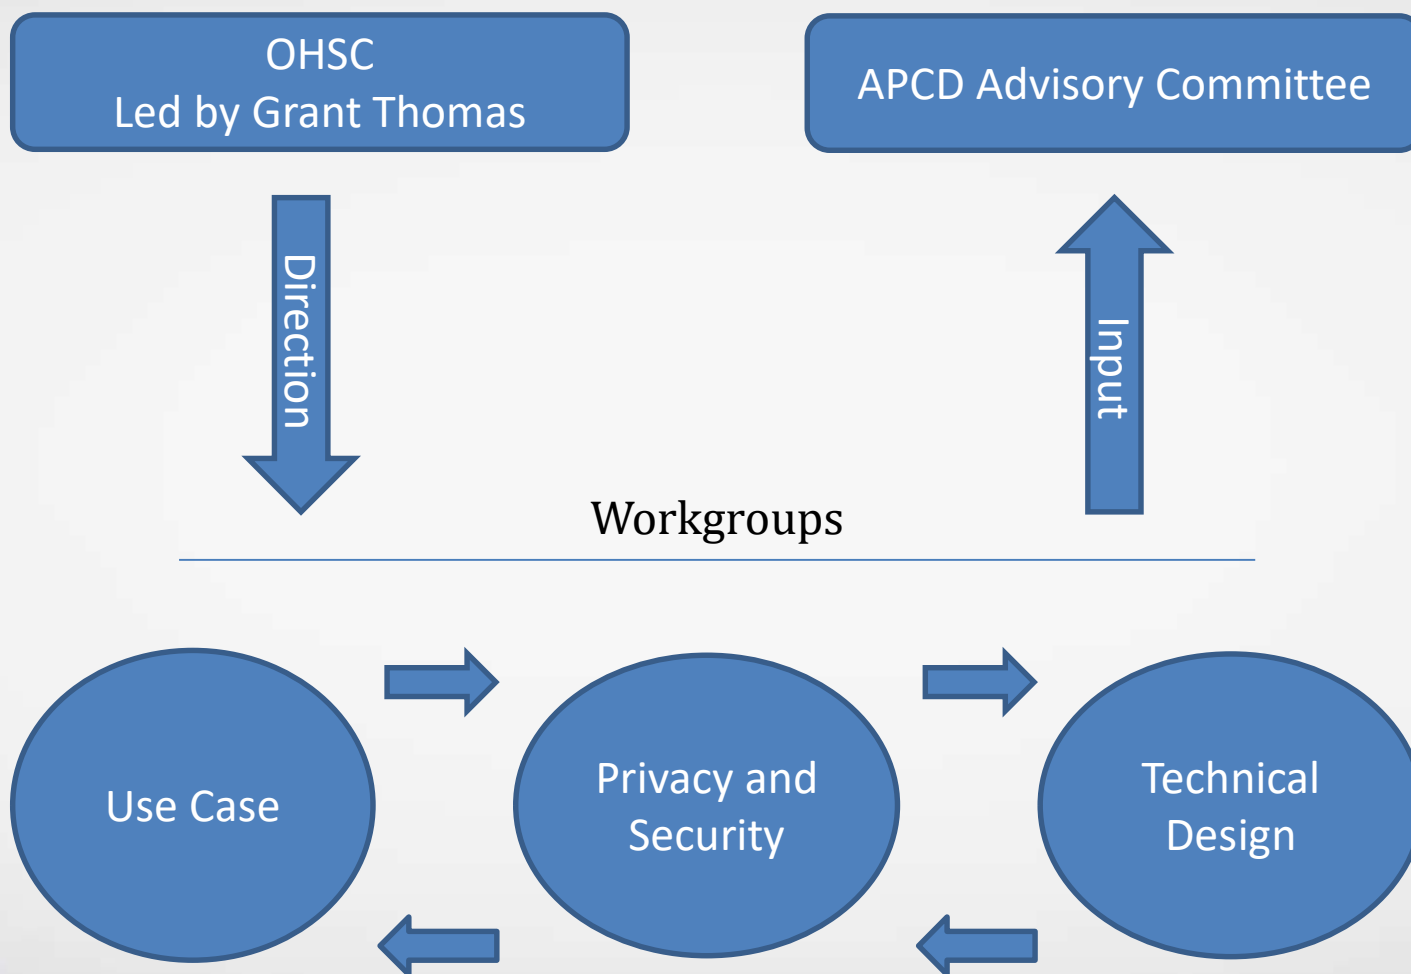 OHSC
Led by Grant Thomas
APCD Advisory Committee
Direction
Input
Workgroups
Use Case
Privacy and
Security
Technical
Design